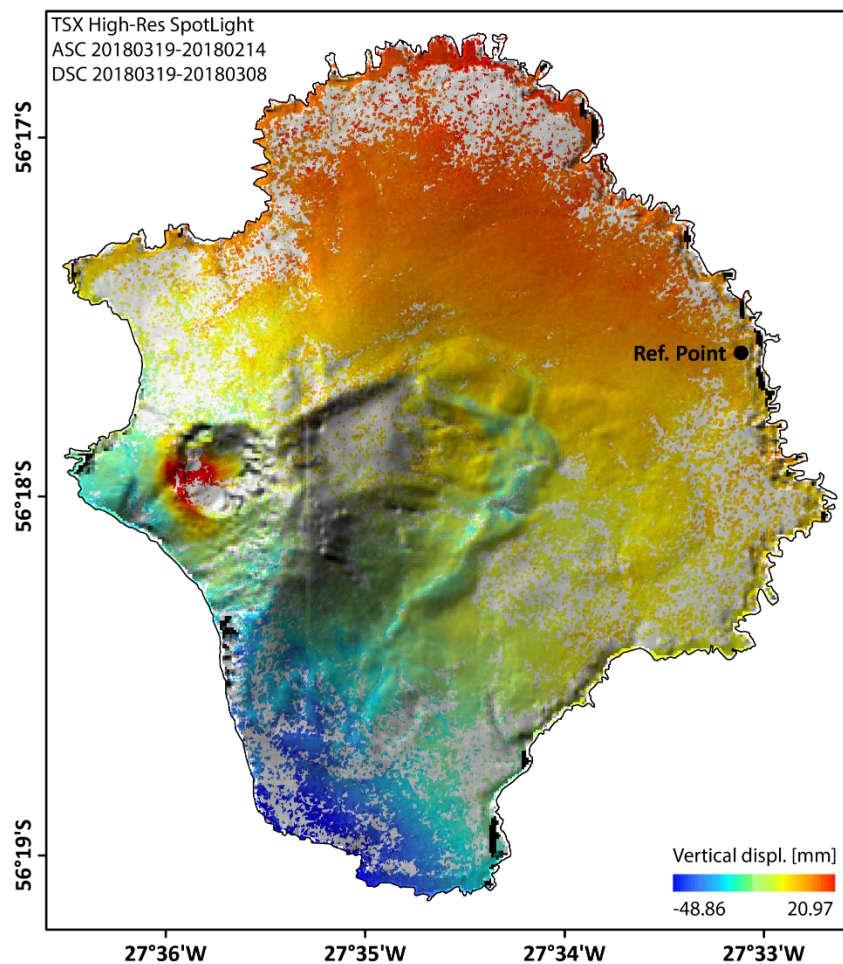 TSX High-Res SpotLight
ASC 20180319-20180214
DSC 20180319-20180308
56°17'S
Ref. Point
56°18'S
56°19'S
Vertical displ. [mm]
-48.86 20.97
27°36'W 27°35'W 27°34'W 27°33'W